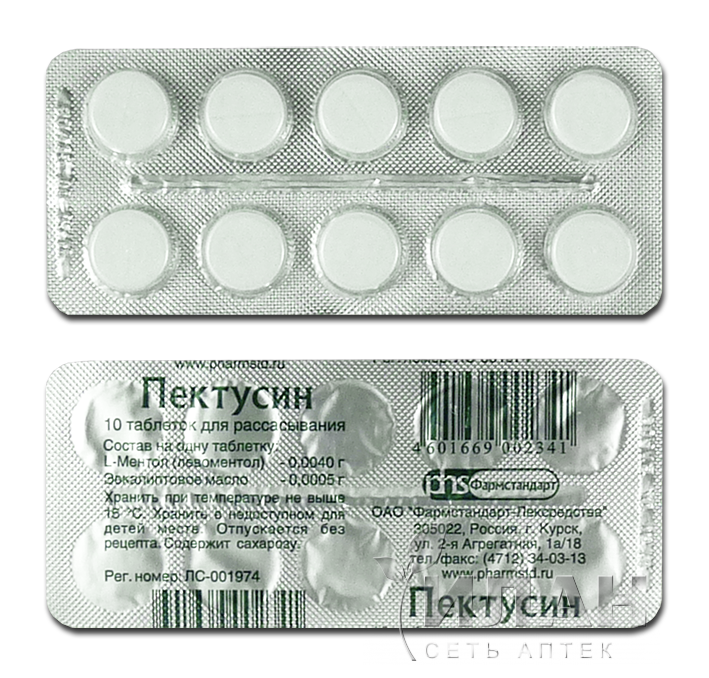 www.pharmstd.ru
Пектусин
10 таблеток для рассасывания
Состав на одну таблетку:
L-Ментол (левоментол) - 0,0040 г
Эвкалиптовое масло - 0,0005 г
Хранить при температуре не выше
15 °С. Хранить в недоступном для
детей месте. Отпускается без
рецепта. Содержит сахарозу.
Рег. номер: ЛС-001974
4 601669 002341
phs Фармстандарт
ОАО "Фармстандарт-Лексредства"
305022, Россия, г. Курск,
ул. 2-я Агрегатная, 1а/18
тел./факс: (4712) 34-03-13
www.pharmstd.ru
Пектусин
СЕТЬ АПТЕК